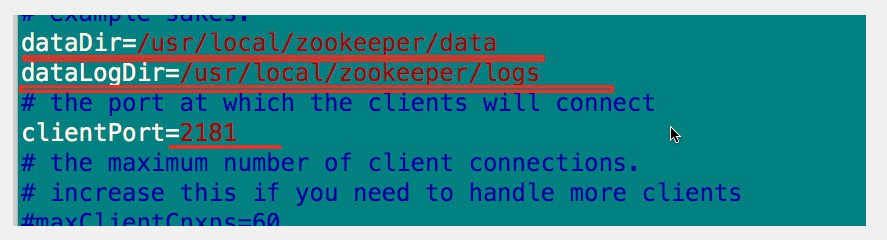 # example sakes.
dataDir=/usr/local/zookeeper/data
dataLogDir=/usr/local/zookeeper/logs
# the port at which the clients will connect
clientPort=2181
# the maximum number of client connections.
# increase this if you need to handle more clients
#maxClientCnxns=60